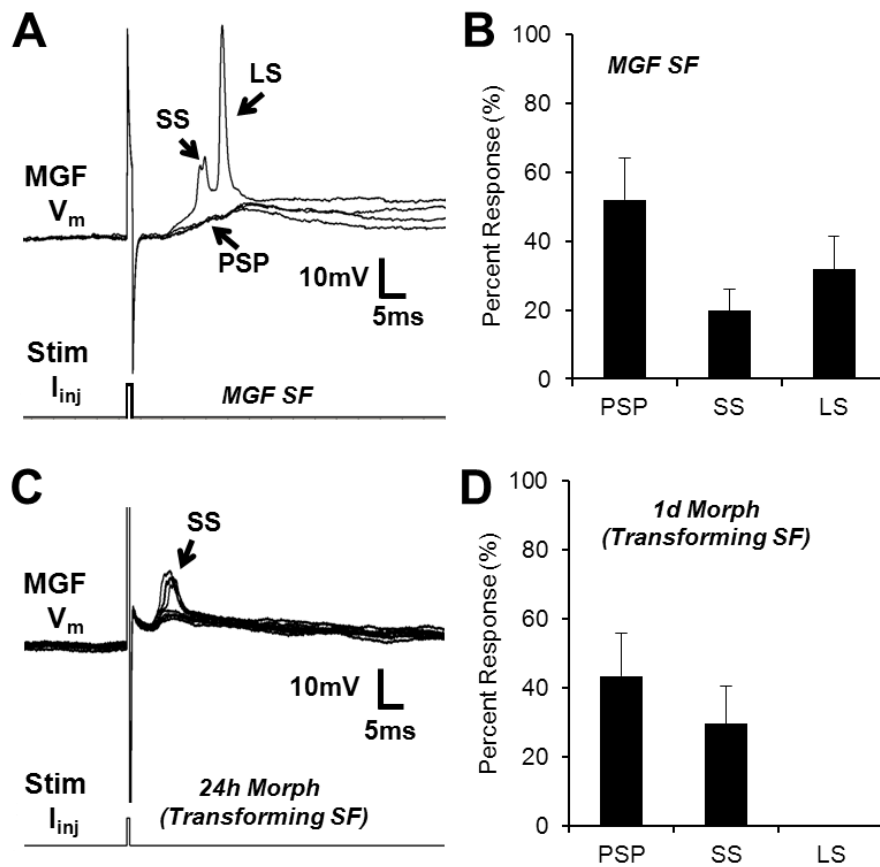 A
LS
SS
MGF
Vm
PSP
10mV
5ms
Stim
Iinj
MGF SF
B
MGF SF
Percent Response (%)
100
80
60
40
20
0
PSP SS LS
C
SS
MGF
Vm
10mV
5ms
Stim
Iinj
24h Morph
(Transforming SF)
D
1d Morph
(Transforming SF)
Percent Response (%)
100
80
60
40
20
0
PSP SS LS